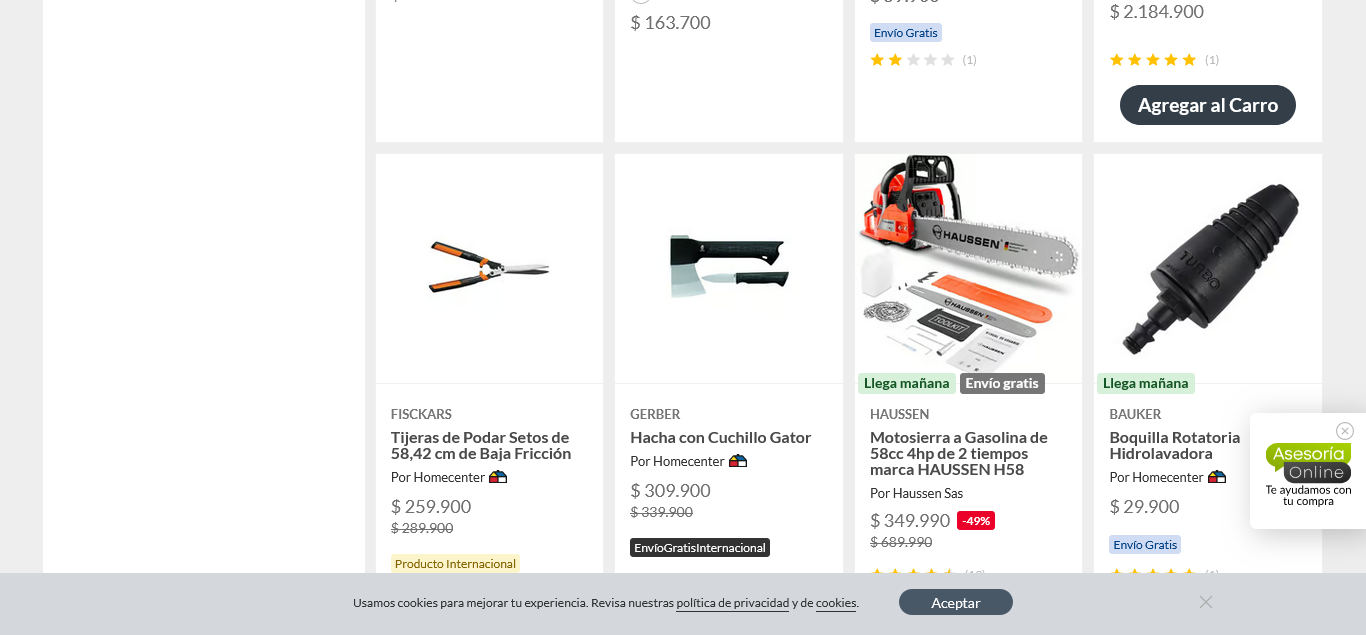 $ 163.700
Envío Gratis
(1)
$ 2.184.900
(1)
Agregar al Carro
HAUSSEN
TOOLKIT
HAUSSEN
TURBO
Llega mañana
Envío gratis
Llega mañana
FISCKARS
Tijeras de Podar Setos de
58,42 cm de Baja Fricción
Por Homecenter
$ 259.900
$ 289.900
Producto Internacional
GERBER
Hacha con Cuchillo Gator
Por Homecenter
$ 309.900
$ 339.900
EnvíoGratisInternacional
HAUSSEN
Motosierra a Gasolina de
58cc 4hp de 2 tiempos
marca HAUSSEN H58
Por Haussen Sas
$ 349.990 -49%
$ 689.990
BAUKER
Boquilla Rotatoria
Hidrolavadora
Por Homecenter
$ 29.900
Envío Gratis
Asesoría
Online
Te ayudamos con
tu compra
Usamos cookies para mejorar tu experiencia. Revisa nuestras política de privacidad y de cookies.
Aceptar